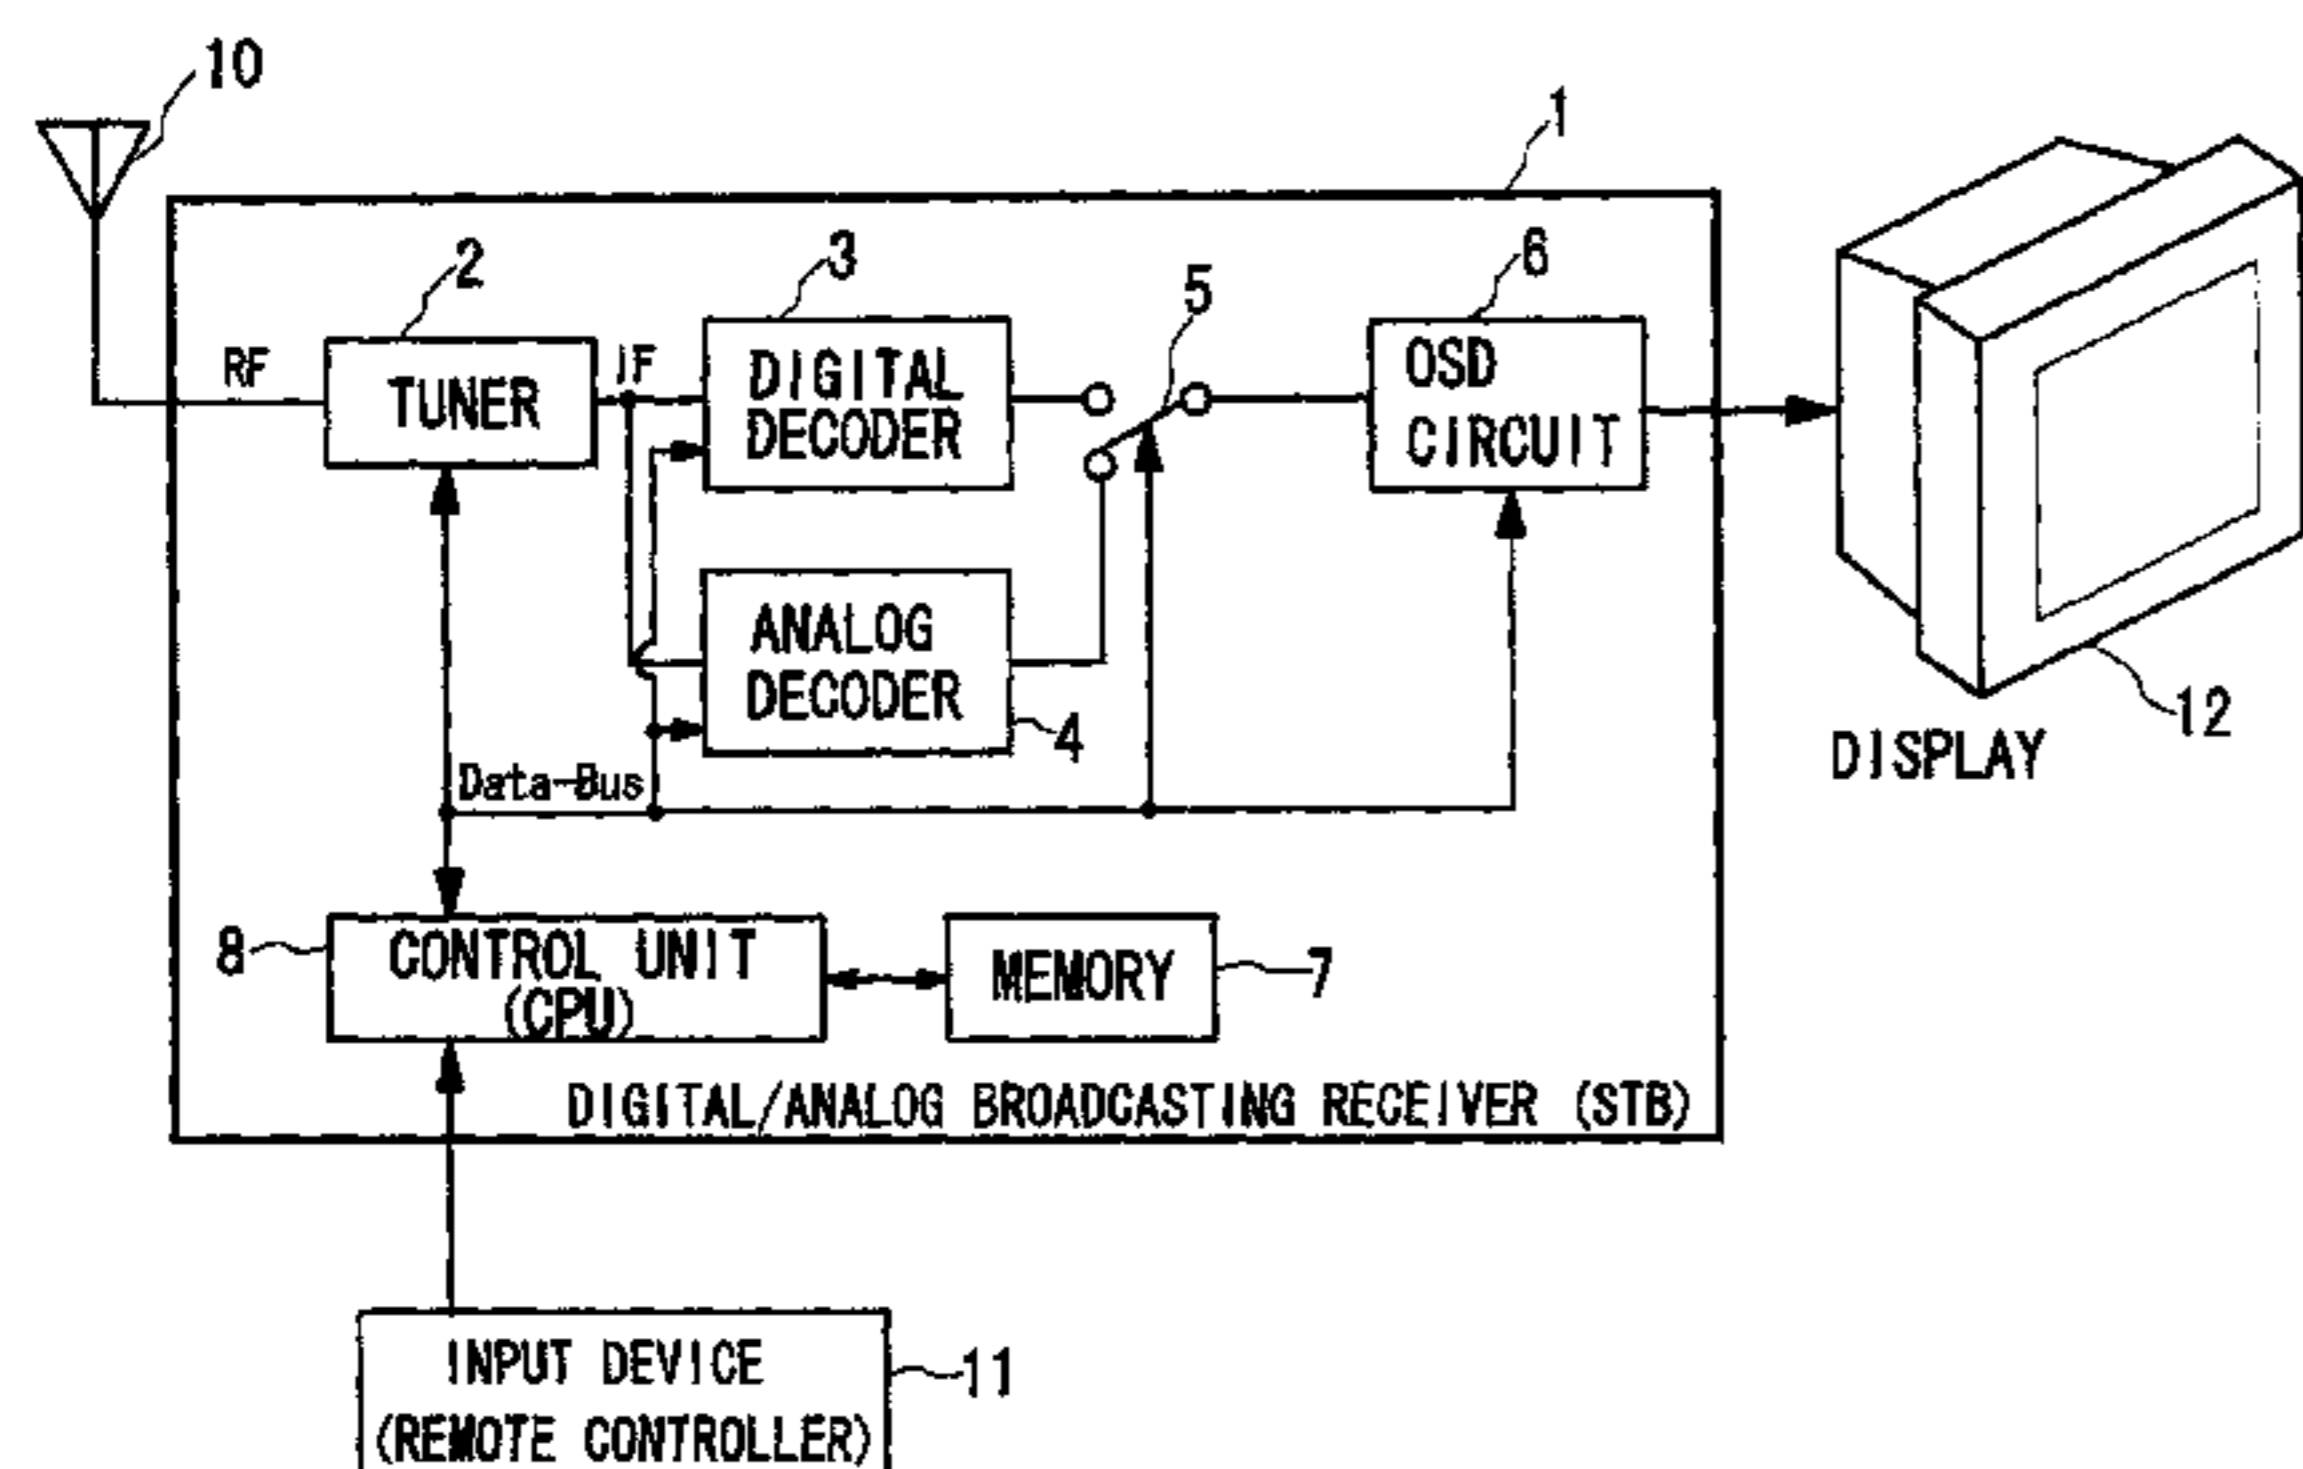 10
1
2
3
5
6
RF
TUNER
IF
DIGITAL
DECODER
OSD
CIRCUIT
ANALOG
DECODER
4
12
DISPLAY
Data-Bus
8
CONTROL UNIT
(CPU)
MEMORY
7
DIGITAL/ANALOG BROADCASTING RECEIVER (STB)
INPUT DEVICE
(REMOTE CONTROLLER)
11